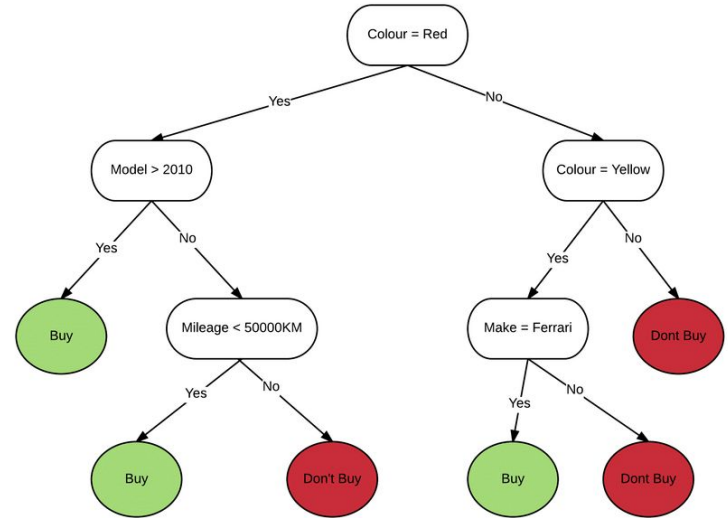 Colour = Red
Yes
No
Model > 2010
Colour = Yellow
Yes
No
Yes
No
Buy
Mileage < 50000KM
Make = Ferrari
Dont Buy
Yes
No
Yes
No
Buy
Don't Buy
Buy
Dont Buy